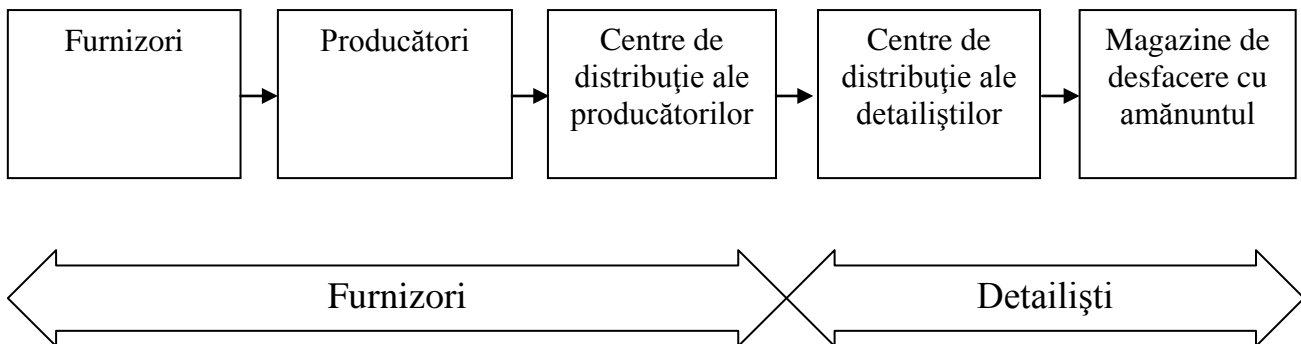 Furnizori
Producători
Centre de
distribuţie ale
producătorilor
Centre de
distribuţie ale
detailiştilor
Magazine de
desfacere cu
amănuntul
Furnizori
Detailişti